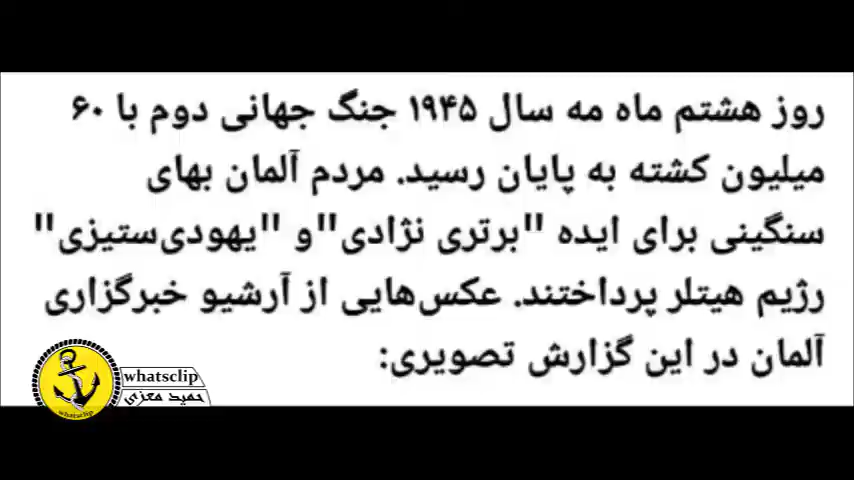 روز هشتم ماه مه سال ۱۹۴۵ جنگ جهانی دوم با ۶۰
میلیون کشته به پایان رسید. مردم آلمان بهای
سنگینی برای ایده "برتری نژادی"و "یهودی‌ستیزی"
رژیم هیتلر پرداختند. عکس‌هایی از آرشیو خبرگزاری
آلمان در این گزارش تصویری:
whatsclip
حمید معزی
whatsclip